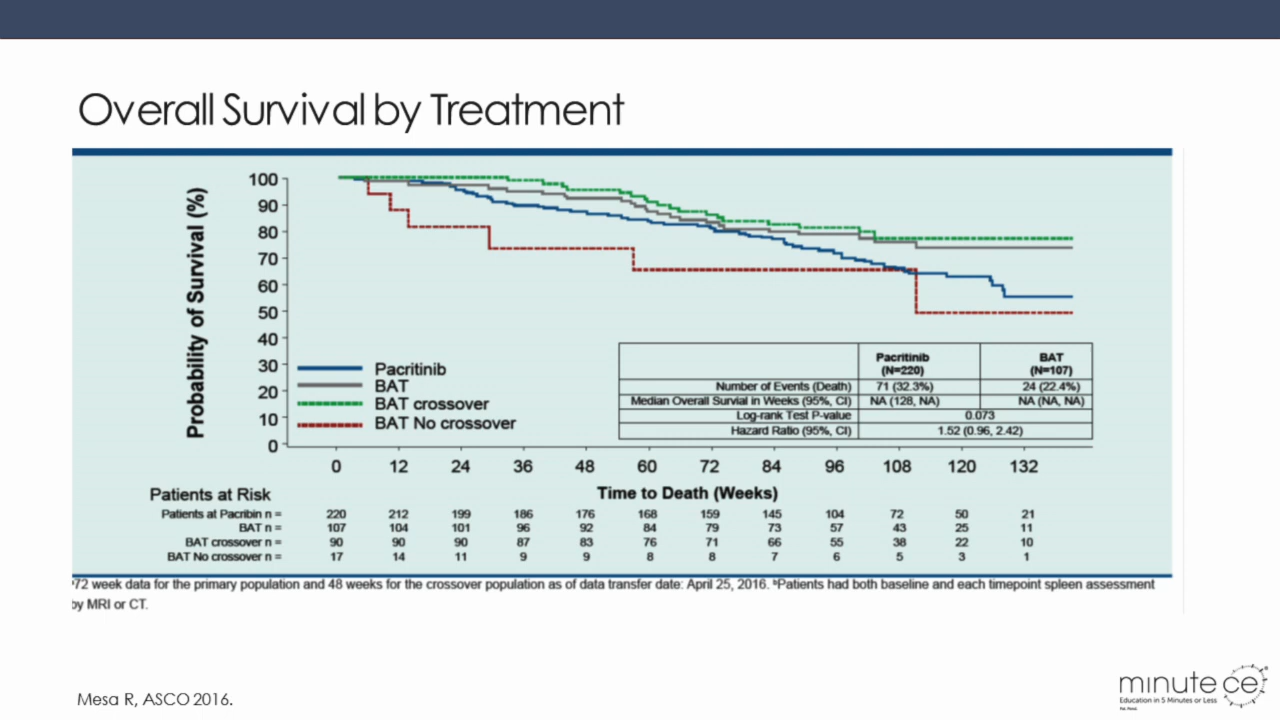 Overall Survival by Treatment
Probability of Survival (%)
100
90
80
70
60
50
40
30
20
10
0
Pacritinib
BAT
BAT crossover
BAT No crossover
Pacritinib (N=220) BAT (N=107)
Number of Events (Death) 71 (32.3%) 24 (22.4%)
Median Overall Survial in Weeks (95%, CI) NA (128, NA) NA (NA, NA)
Log-rank Test P-value 0.073
Hazard Ratio (95%, CI) 1.52 (0.96, 2.42)
0 12 24 36 48 60 72 84 96 108 120 132
Patients at Risk Time to Death (Weeks)
Patients at Pacribin n = 220 212 199 186 176 168 159 145 104 72 50 21
BAT n = 107 104 101 96 92 84 79 73 57 43 25 11
BAT crossover n = 90 90 90 87 83 76 71 66 55 38 22 10
BAT No crossover n = 17 14 11 9 9 8 8 7 6 5 3 1
72 week data for the primary population and 48 weeks for the crossover population as of data transfer date: April 25, 2016. ᵇPatients had both baseline and each timepoint spleen assessment
by MRI or CT.
Mesa R, ASCO 2016.
minute ce®
Education in 5 Minutes or Less